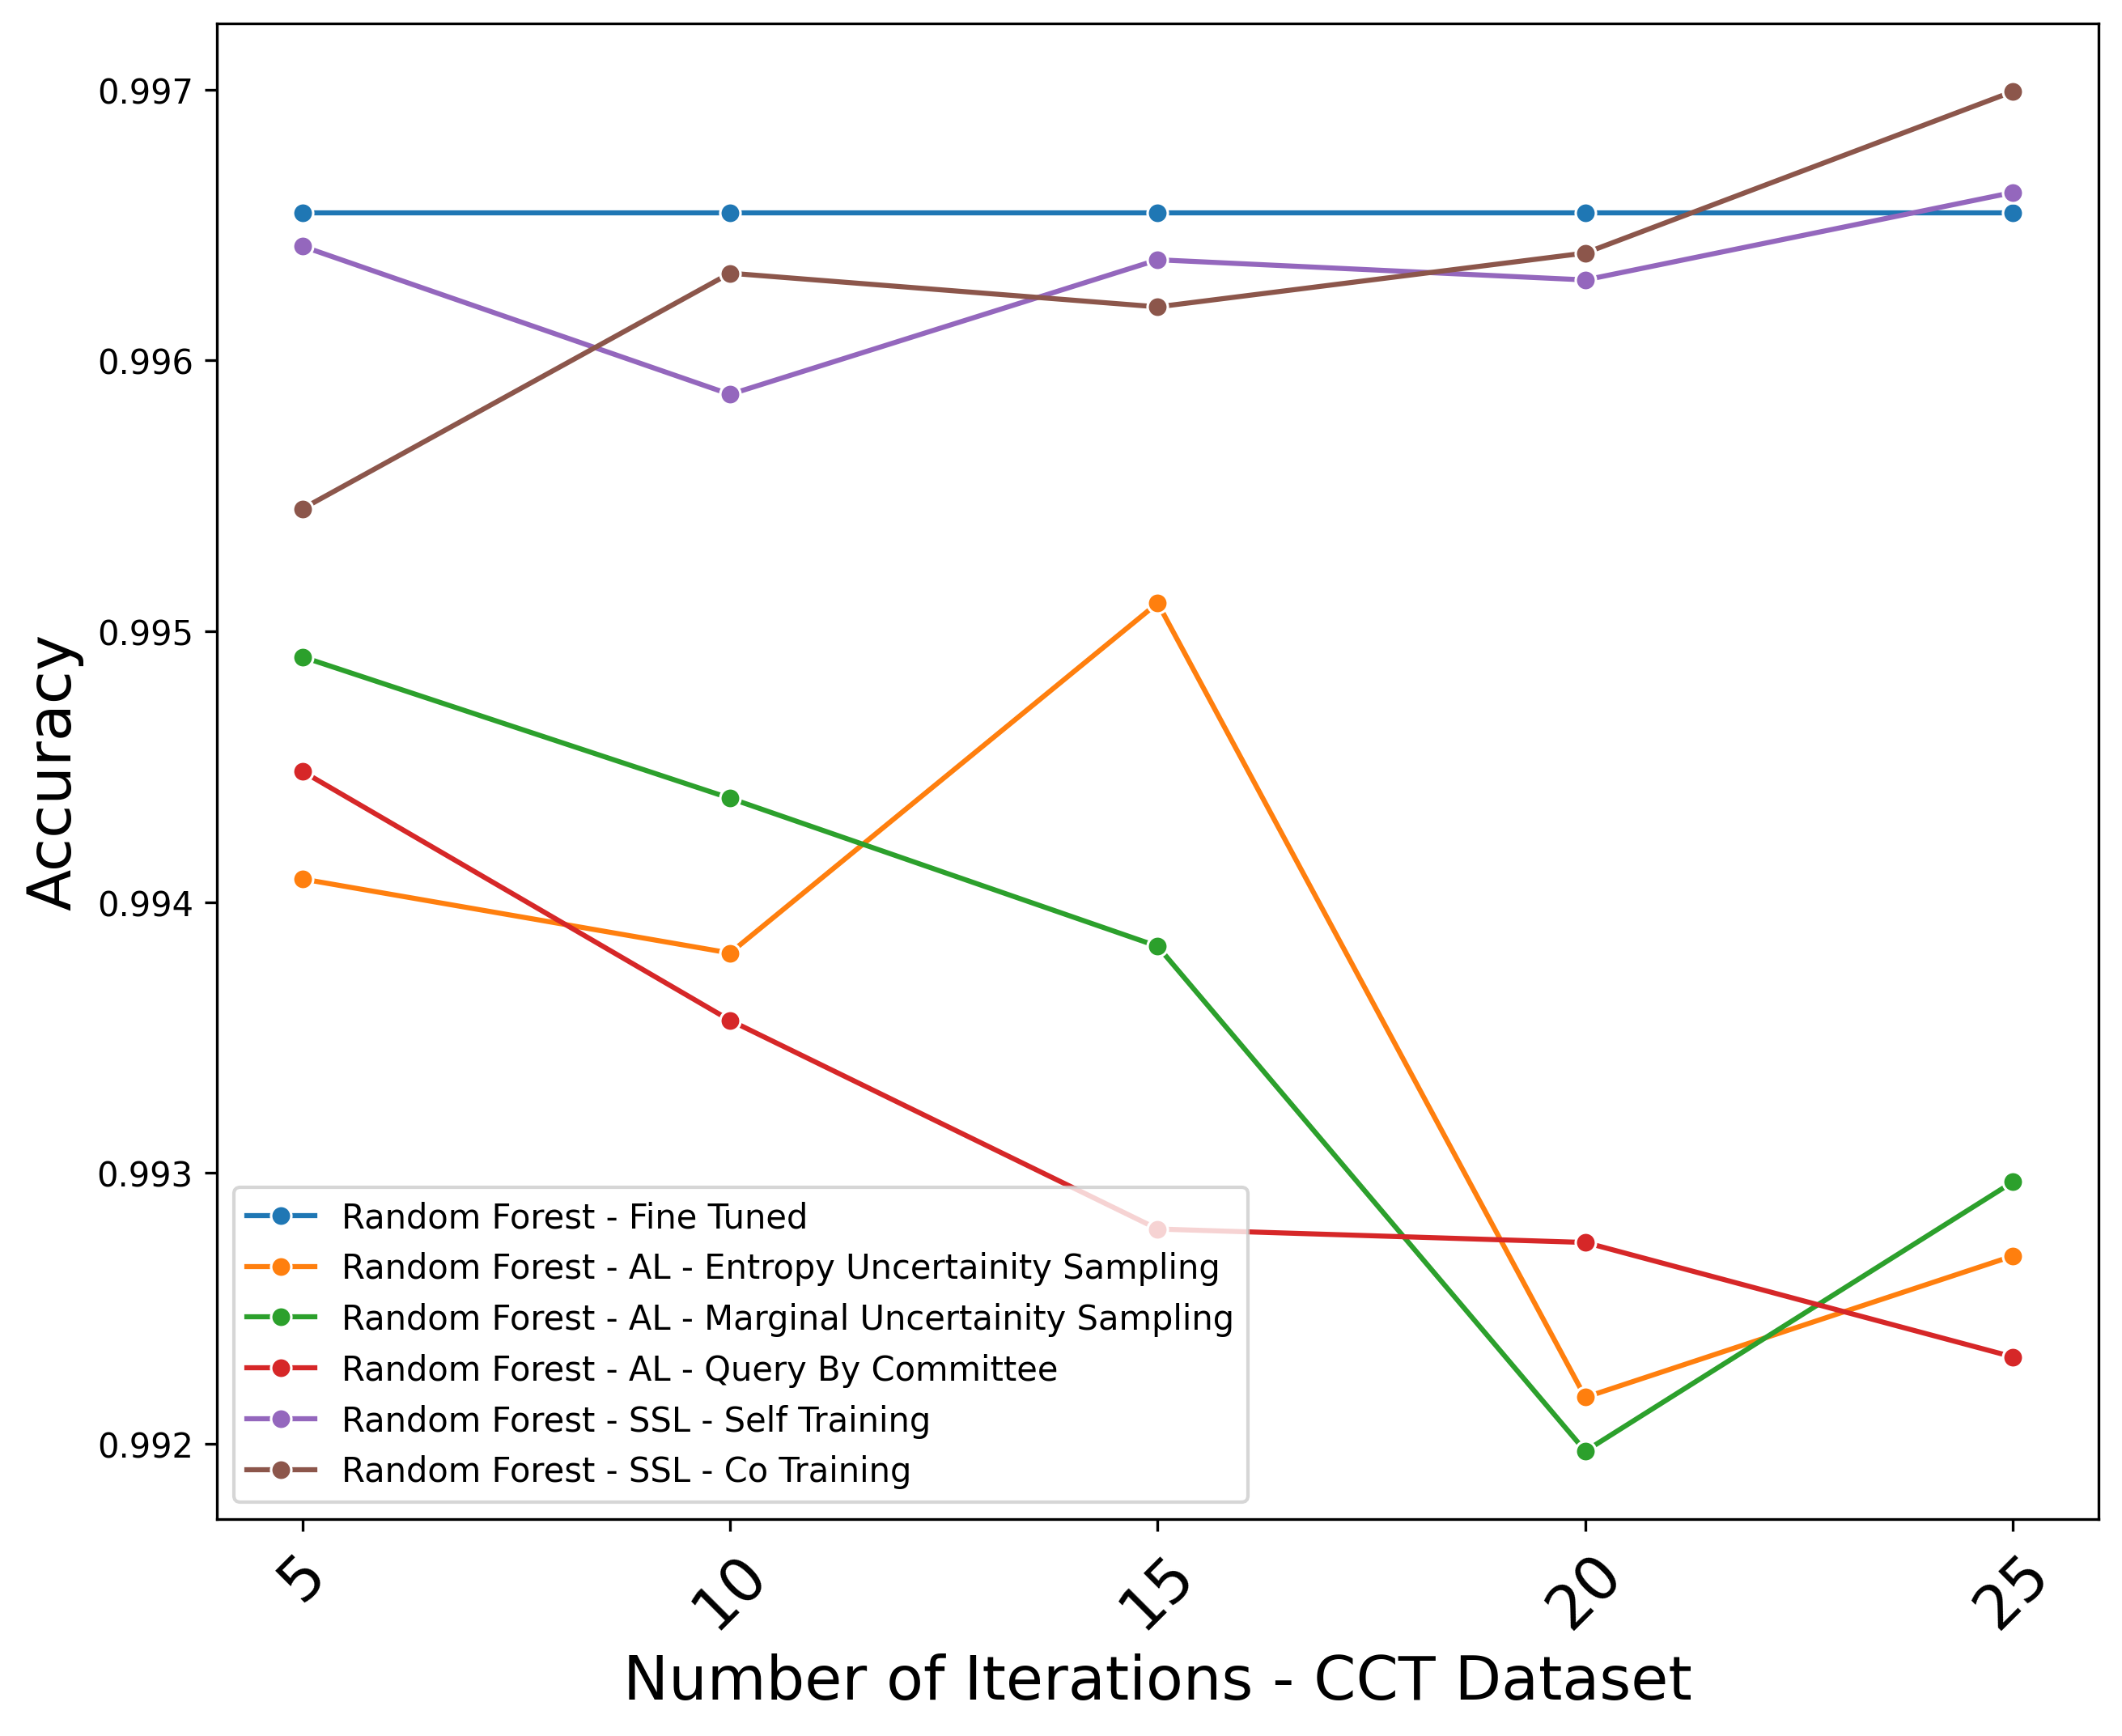 0.997
0.996
0.995
0.994
0.993
0.992
Accuracy
Random Forest - Fine Tuned
Random Forest - AL - Entropy Uncertainity Sampling
Random Forest - AL - Marginal Uncertainity Sampling
Random Forest - AL - Query By Committee
Random Forest - SSL - Self Training
Random Forest - SSL - Co Training
5 10 15 20 25
Number of Iterations - CCT Dataset